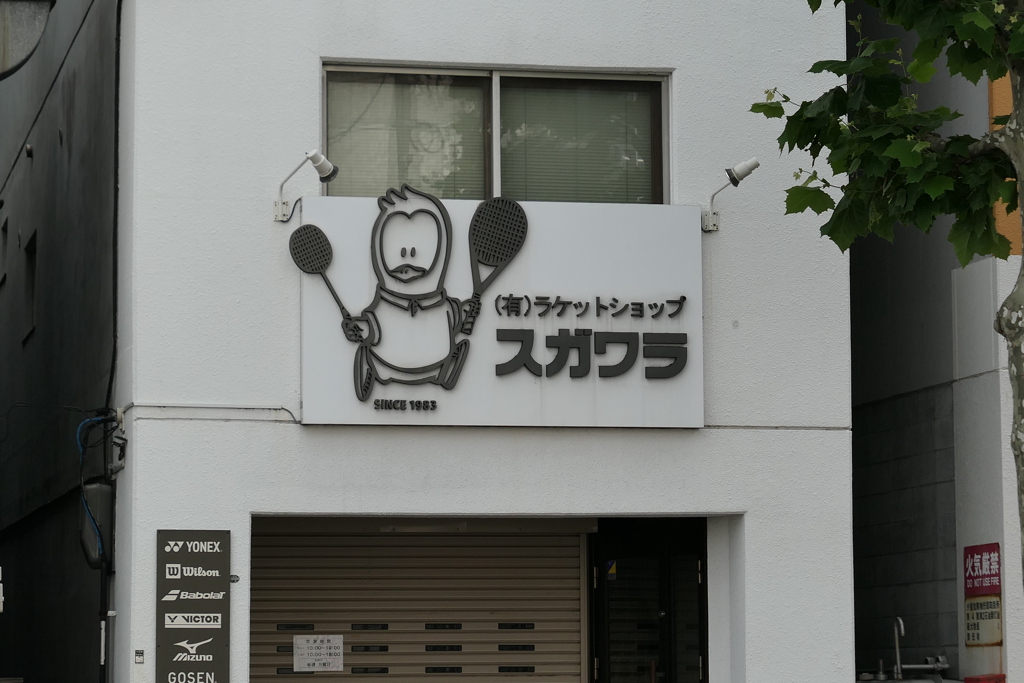 (有)ラケットショップ
スガワラ
SINCE 1983
YONEX
Wilson
Babolat
VICTOR
MIZUNO
GOSEN
火気厳禁
DO NOT USE FIRE